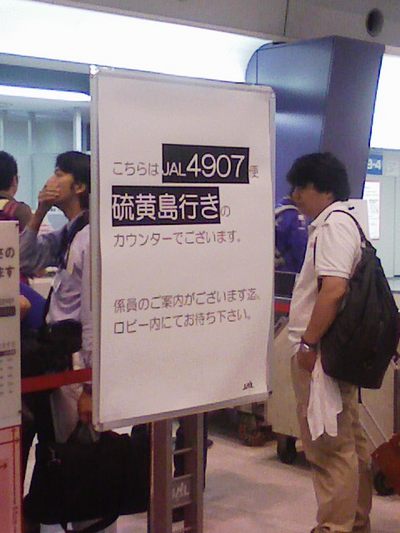 こちらはJAL4907便
硫黄島行きの
カウンターでございます。
係員のご案内がございます迄、
ロビー内にてお待ち下さい。
JAL
JAL